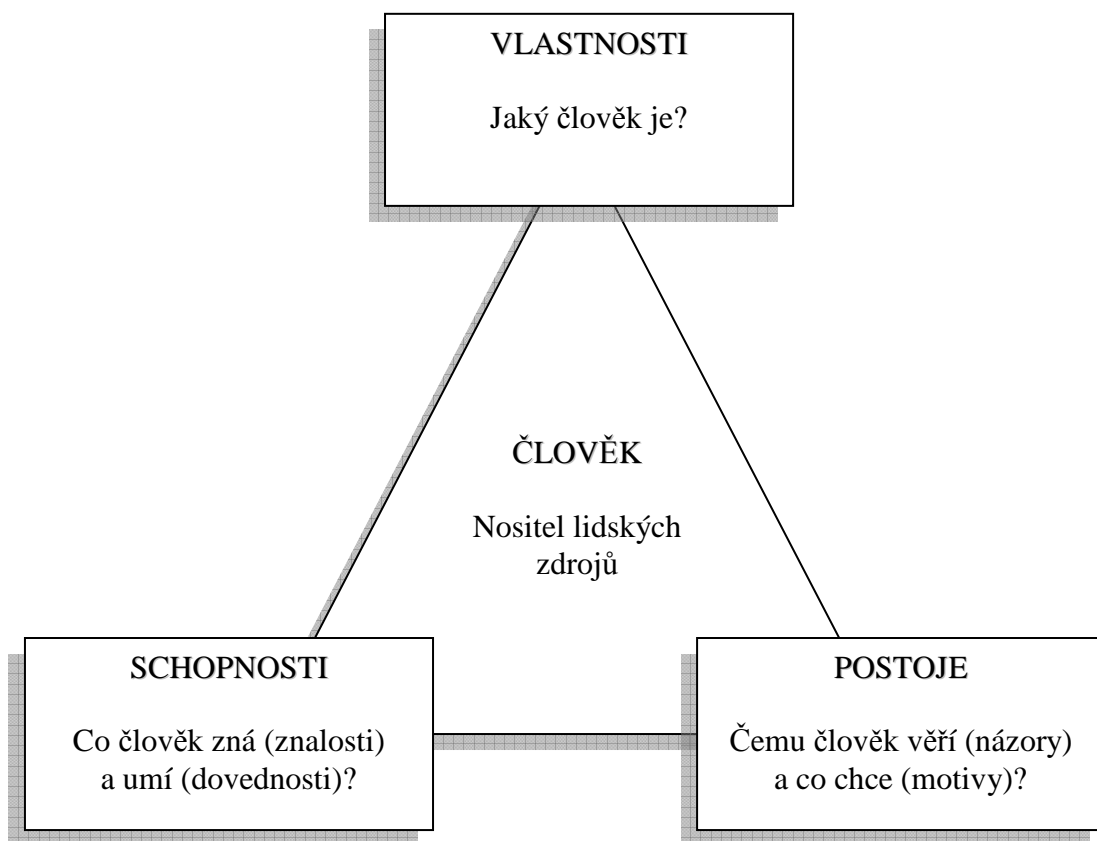 VLASTNOSTI
Jaký člověk je?
ČLOVĚK
Nositel lidských
zdrojů
SCHOPNOSTI
Co člověk zná (znalosti)
a umí (dovednosti)?
POSTOJE
Čemu člověk věří (názory)
a co chce (motivy)?